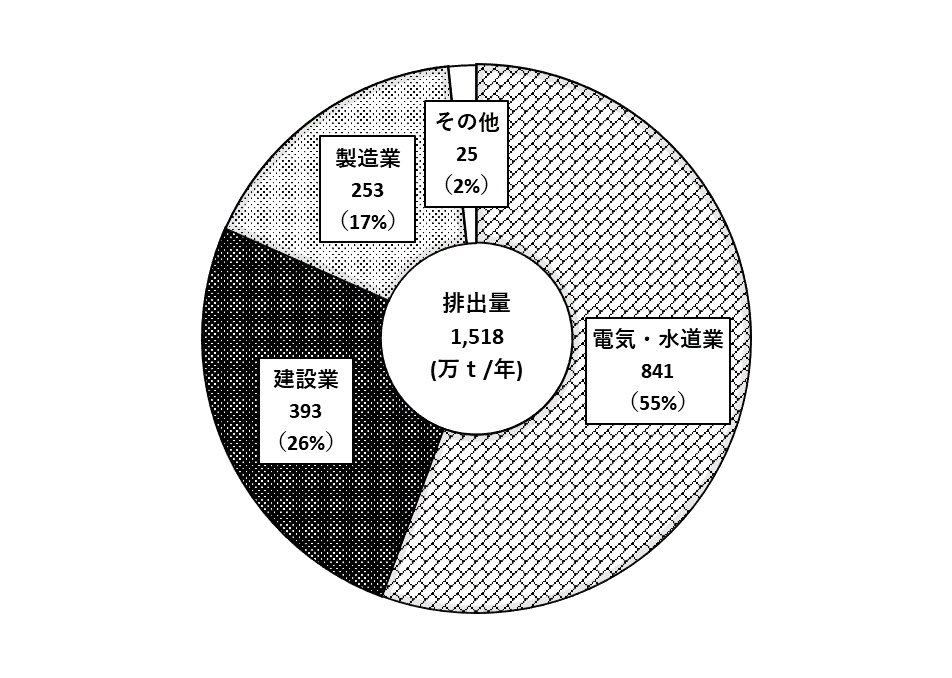 その他
25
（2%）
製造業
253
（17%）
排出量
1,518
(万ｔ/年)
電気・水道業
841
（55%）
建設業
393
（26%）